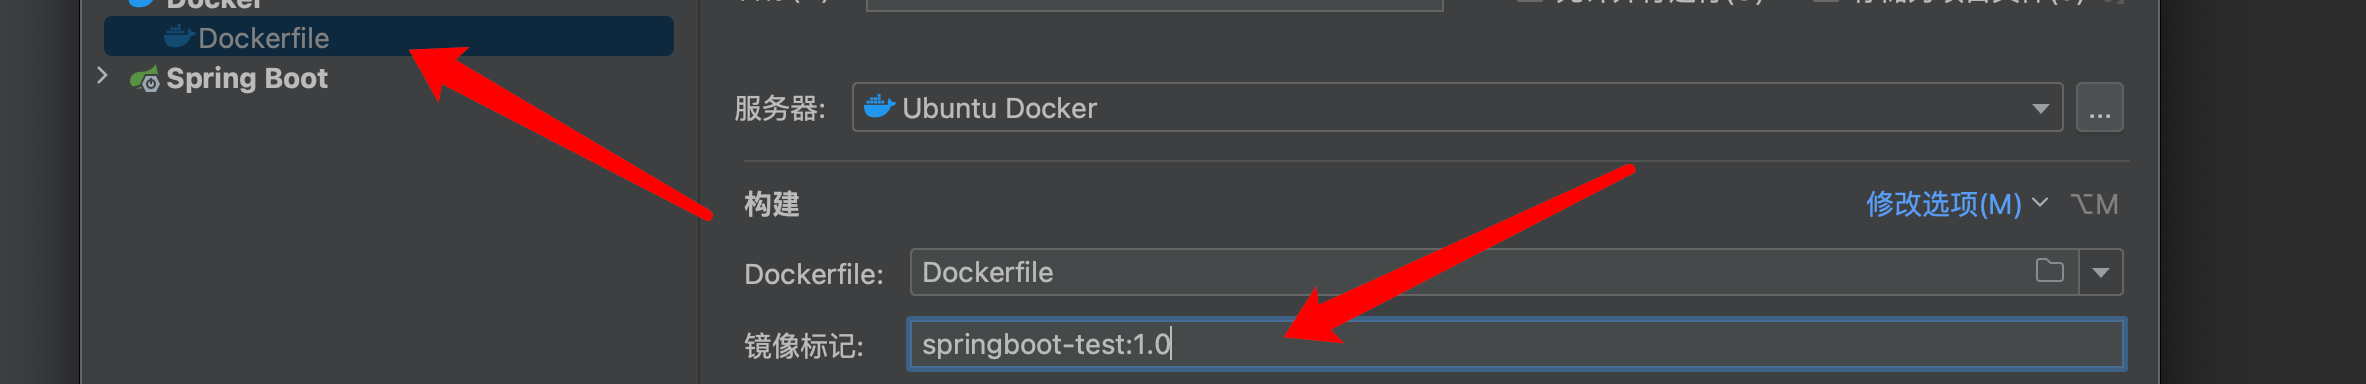 Docker
Dockerfile
Spring Boot
服务器:
Ubuntu Docker
...
构建
修改选项(M)
⌥M
Dockerfile:
Dockerfile
镜像标记:
springboot-test:1.0